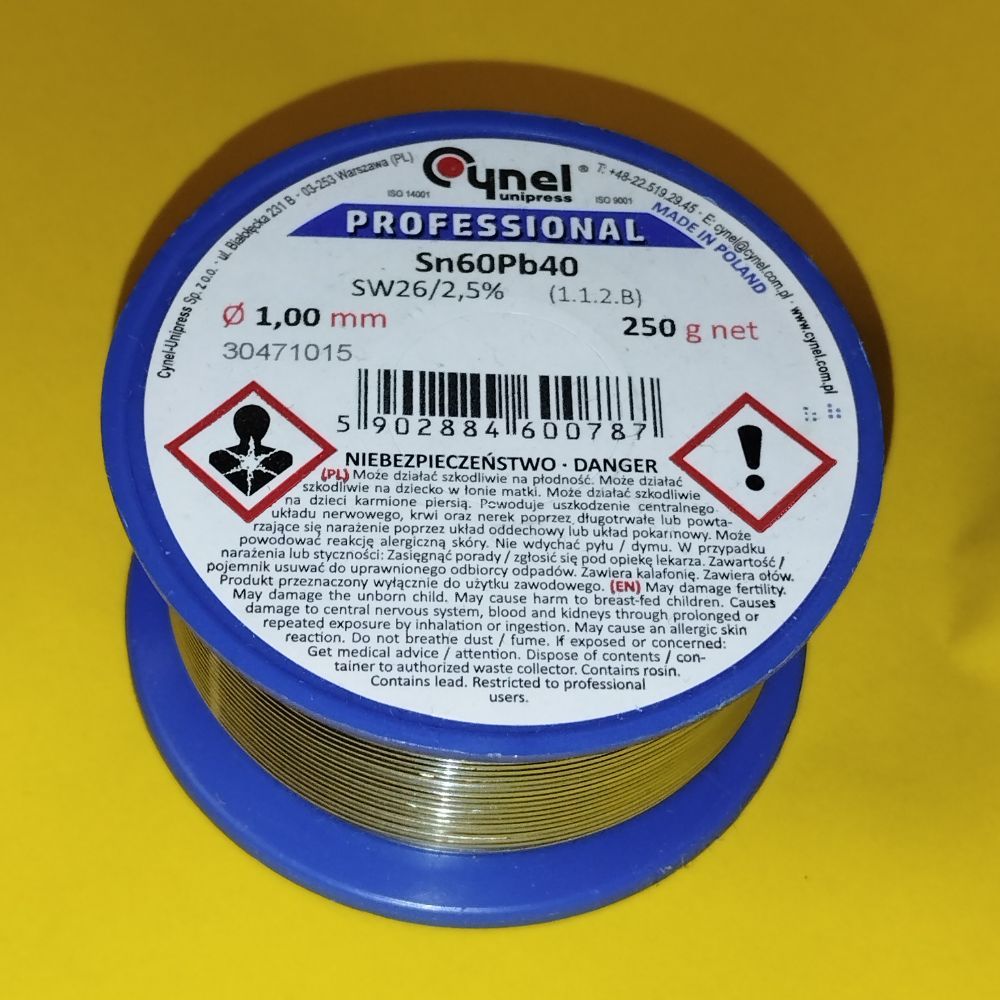 Cynel-Unipress Sp. z o.o. - ul. Białołęcka 231 B - 03-253 Warszawa (PL)
Cynel®
unipress
ISO 14001
ISO 9001
T: +48-22.519.29.45 - E: cynel@cynel.com.pl - www.cynel.com.pl
PROFESSIONAL
MADE IN POLAND
Sn60Pb40
SW26/2,5% (1.1.2.B)
Ø 1,00 mm
250 g net
30471015
5 902884 600787
NIEBEZPIECZEŃSTWO · DANGER
(PL) Może działać szkodliwie na płodność. Może działać
szkodliwie na dziecko w łonie matki. Może działać szkodliwie
na dzieci karmione piersią. Powoduje uszkodzenie centralnego
układu nerwowego, krwi oraz nerek poprzez długotrwałe lub powta-
rzające się narażenie poprzez układ oddechowy lub układ pokarmowy. Może
powodować reakcję alergiczną skóry. Nie wdychać pyłu / dymu. W przypadku
narażenia lub styczności: Zasięgnąć porady / zgłosić się pod opiekę lekarza. Zawartość /
pojemnik usuwać do uprawnionego odbiorcy odpadów. Zawiera kalafonię. Zawiera ołów.
Produkt przeznaczony wyłącznie do użytku zawodowego. (EN) May damage fertility.
May damage the unborn child. May cause harm to breast-fed children. Causes
damage to central nervous system, blood and kidneys through prolonged or
repeated exposure by inhalation or ingestion. May cause an allergic skin
reaction. Do not breathe dust / fume. If exposed or concerned:
Get medical advice / attention. Dispose of contents / con-
tainer to authorized waste collector. Contains rosin.
Contains lead. Restricted to professional
users.